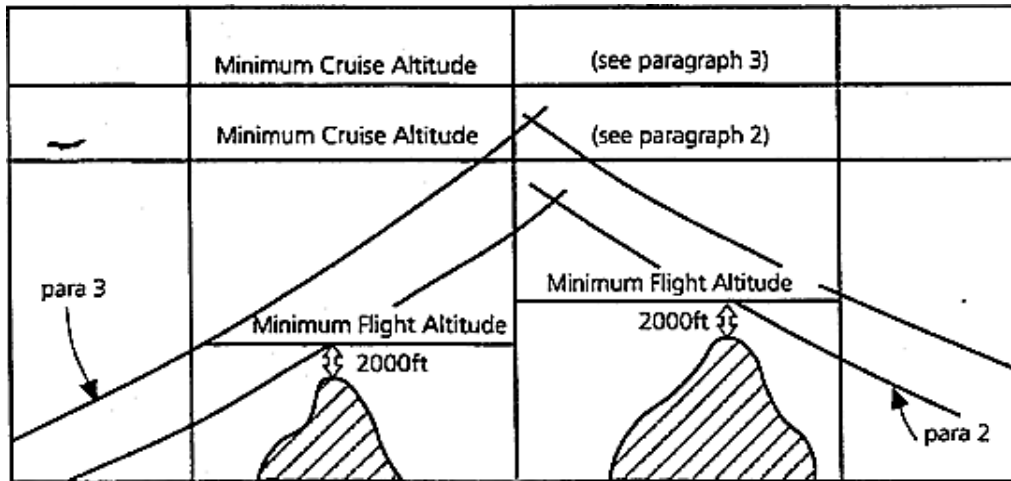 Minimum Cruise Altitude (see paragraph 3)
Minimum Cruise Altitude (see paragraph 2)
para 3
Minimum Flight Altitude
2000ft
Minimum Flight Altitude
2000ft
para 2